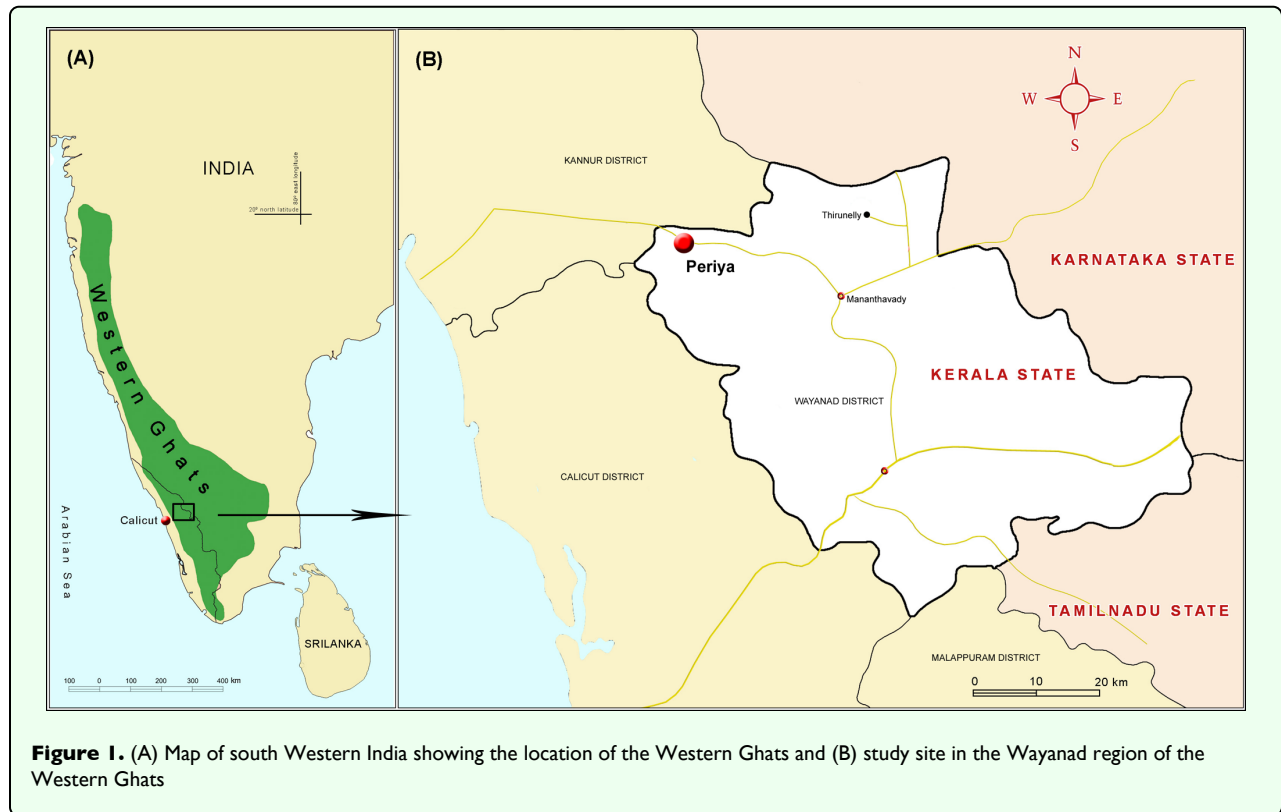 (A)
INDIA
20º north latitude
80º east longitude
Western Ghats
Calicut
Arabian Sea
SRILANKA
100 0 100 200 300 400 km
(B)
N
W E
S
KANNUR DISTRICT
Thirunelly
Periya
KARNATAKA STATE
Mananthavady
KERALA STATE
WAYANAD DISTRICT
CALICUT DISTRICT
TAMILNADU STATE
MALAPPURAM DISTRICT
0 10 20 km
Figure 1. (A) Map of south Western India showing the location of the Western Ghats and (B) study site in the Wayanad region of the
Western Ghats